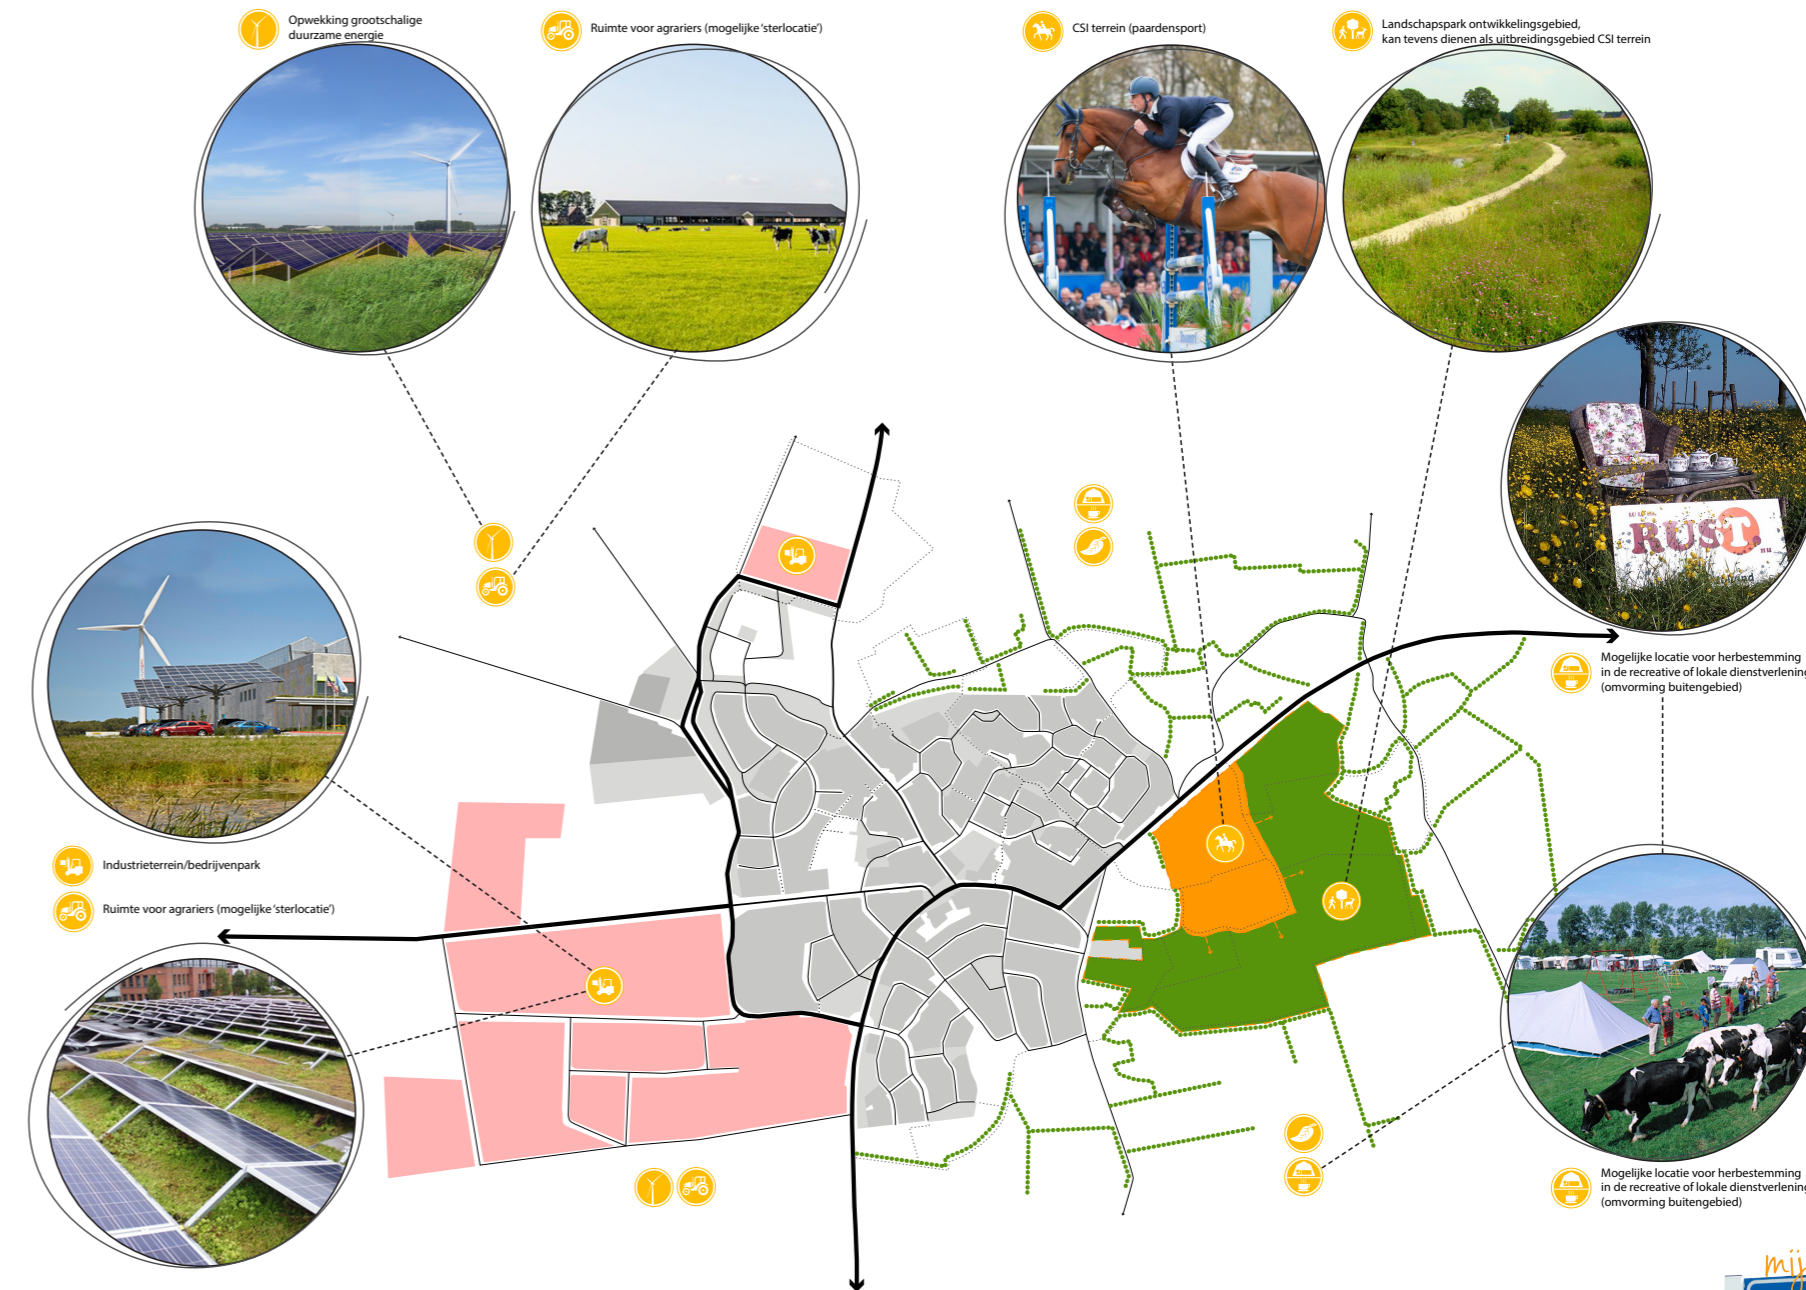 Opwekking grootschalige
duurzame energie
Ruimte voor agrariers (mogelijke ‘sterlocatie’)
CSI terrein (paardensport)
Landschapspark ontwikkelingsgebied,
kan tevens dienen als uitbreidingsgebied CSI terrein
RUST.
nu
Mogelijke locatie voor herbestemming
in de recreative of lokale dienstverlening
(omvorming buitengebied)
Industrieterrein/bedrijvenpark
Ruimte voor agrariers (mogelijke ‘sterlocatie’)
Mogelijke locatie voor herbestemming
in de recreative of lokale dienstverlening
(omvorming buitengebied)
mij